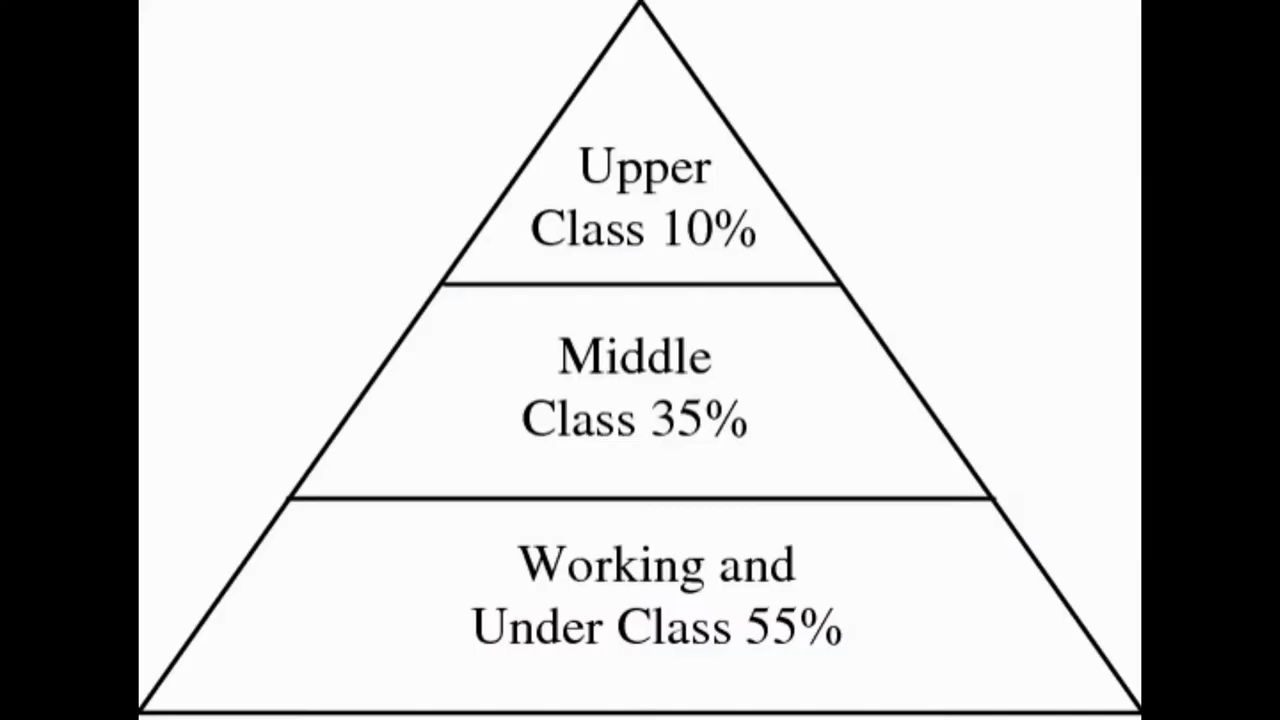 Upper
Class 10%
Middle
Class 35%
Working and
Under Class 55%